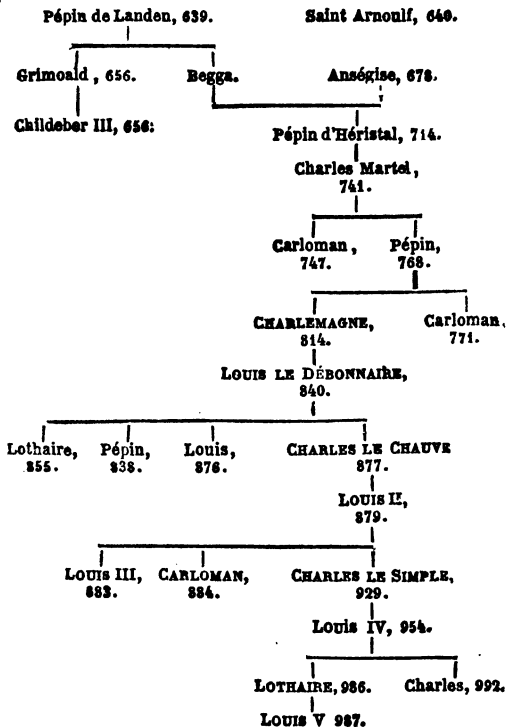 Pépin de Landen, 639. Saint Arnoulf, 640.
Grimoald, 656. Begga. Anségise, 678.
Childeber III, 656:
Pépin d'Héristal, 714.
Charles Martel,
741.
Carloman, Pépin,
747. 768.
CHARLEMAGNE, Carloman,
814. 771.
LOUIS LE DÉBONNAIRE,
840.
Lothaire, Pépin, Louis, CHARLES LE CHAUVE
855. 838. 876. 877.
LOUIS II,
879.
LOUIS III, CARLOMAN, CHARLES LE SIMPLE,
883. 884. 929.
LOUIS IV, 954.
LOTHAIRE, 986. Charles, 992.
LOUIS V 987.